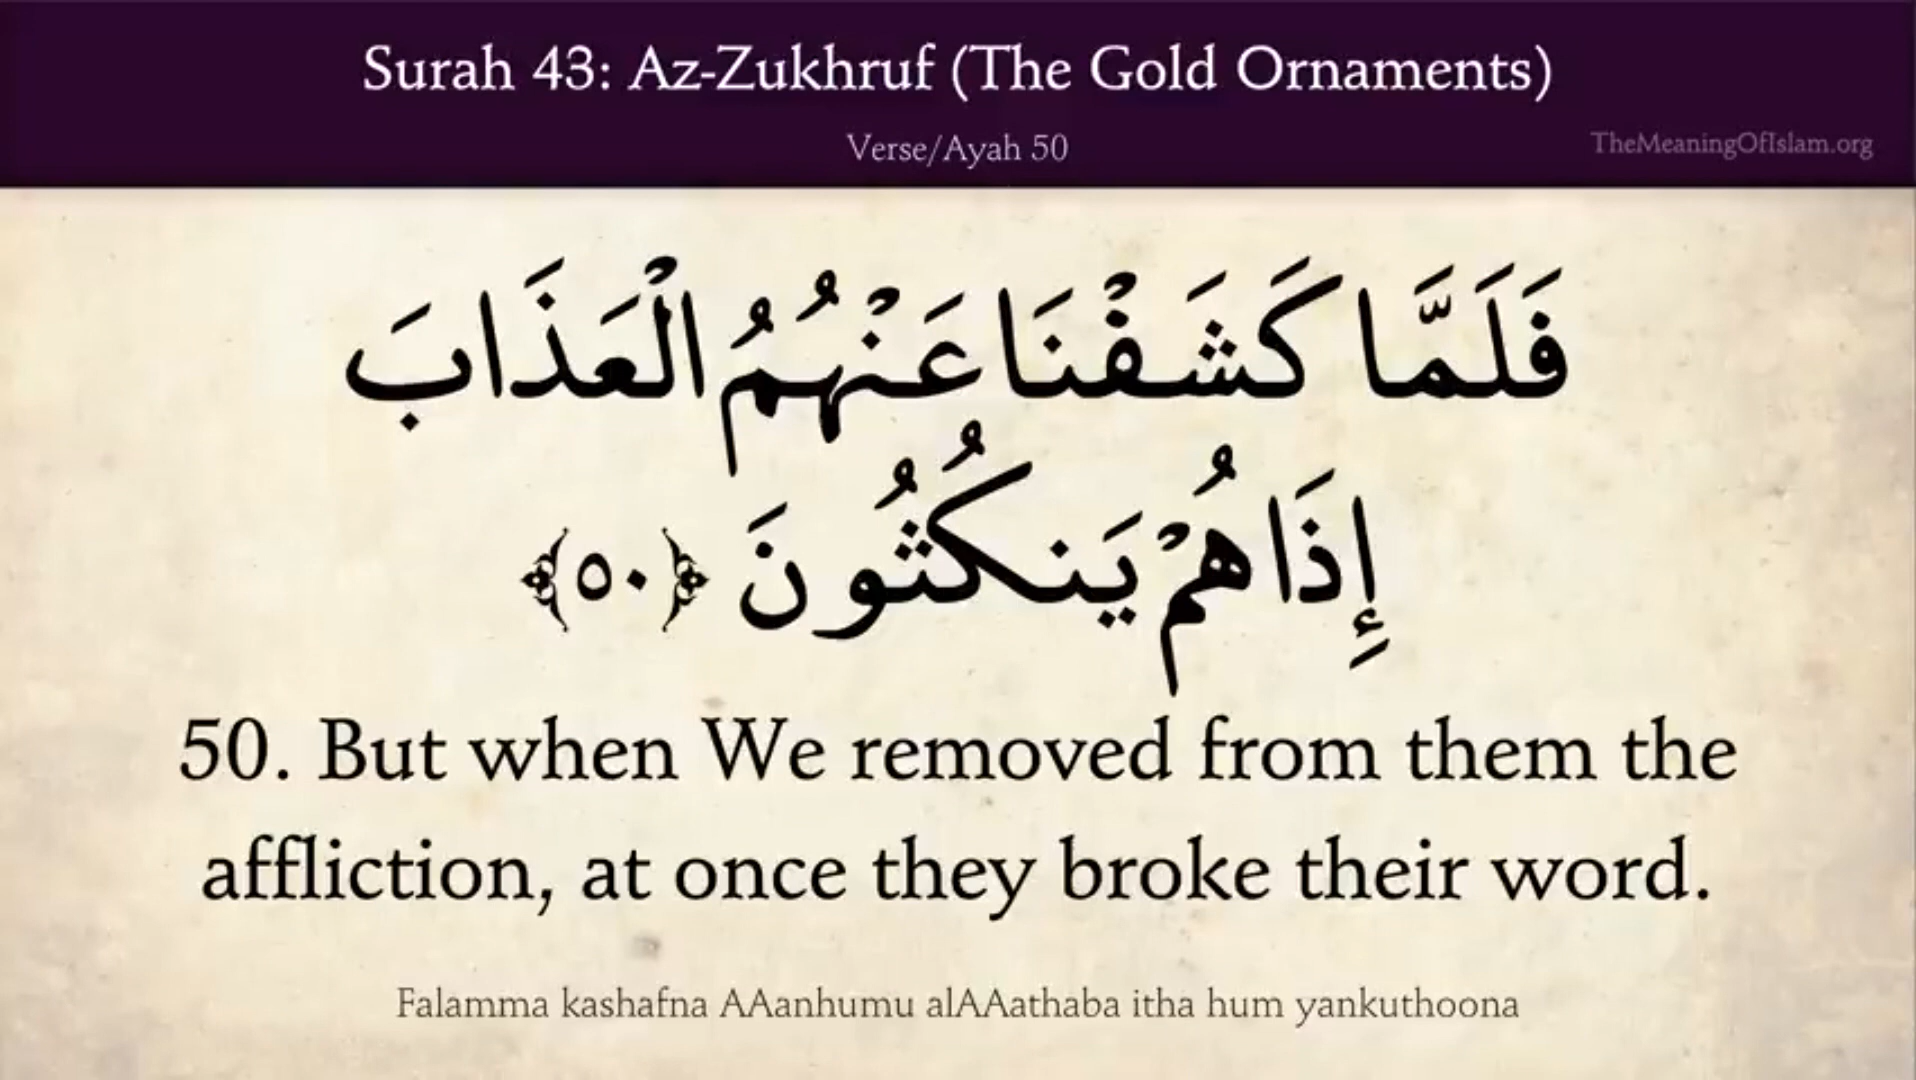 Surah 43: Az-Zukhruf (The Gold Ornaments)
Verse/Ayah 50
TheMeaningOfIslam.org
فَلَمَّا كَشَفْنَا عَنْهُمُ الْعَذَابَ
إِذَا هُمْ يَنكُثُونَ ﴿٥٠﴾
50. But when We removed from them the
affliction, at once they broke their word.
Falamma kashafna AAanhumu alAAathaba itha hum yankuthoona